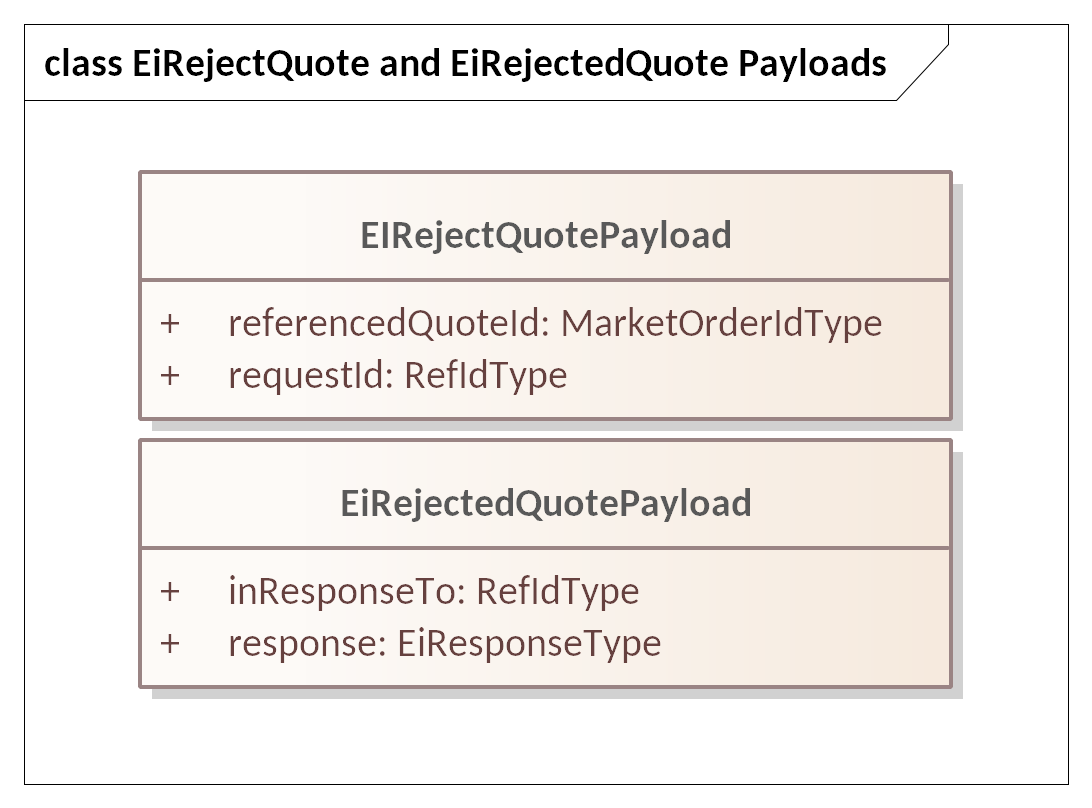 class EiRejectQuote and EiRejectedQuote Payloads
EIRejectQuotePayload
+ referencedQuoteId: MarketOrderIdType
+ requestId: RefIdType
EiRejectedQuotePayload
+ inResponseTo: RefIdType
+ response: EiResponseType